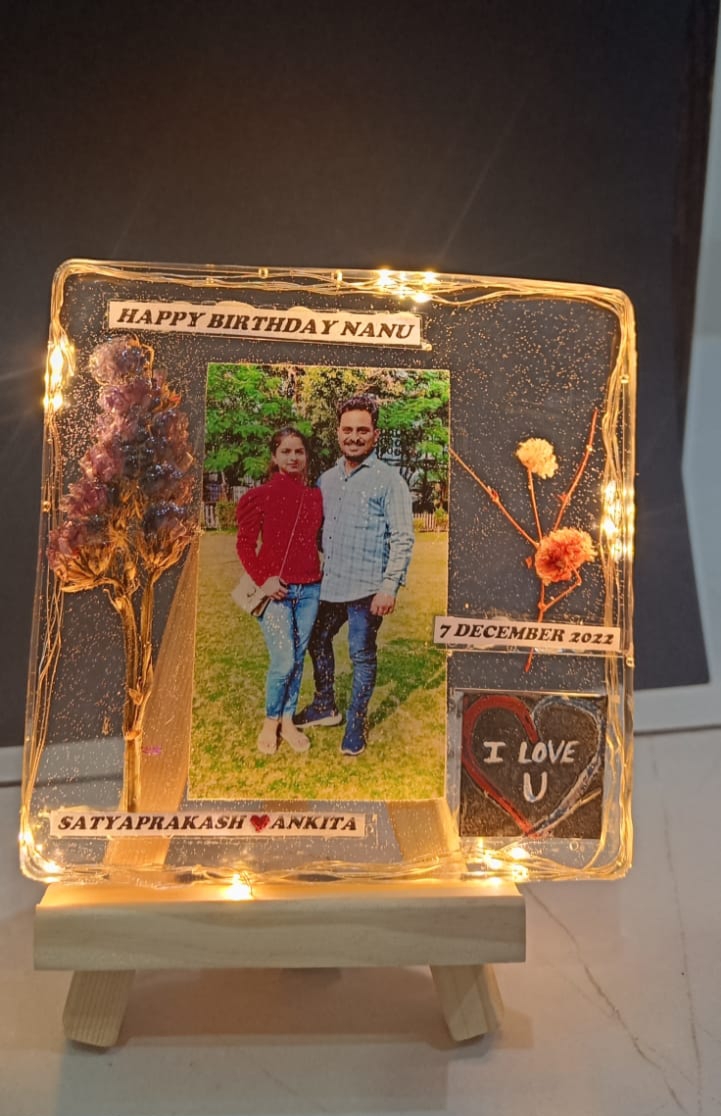 HAPPY BIRTHDAY NANU
7 DECEMBER 2022
I LOVE
U
SATYAPRAKASH❤ANKITA